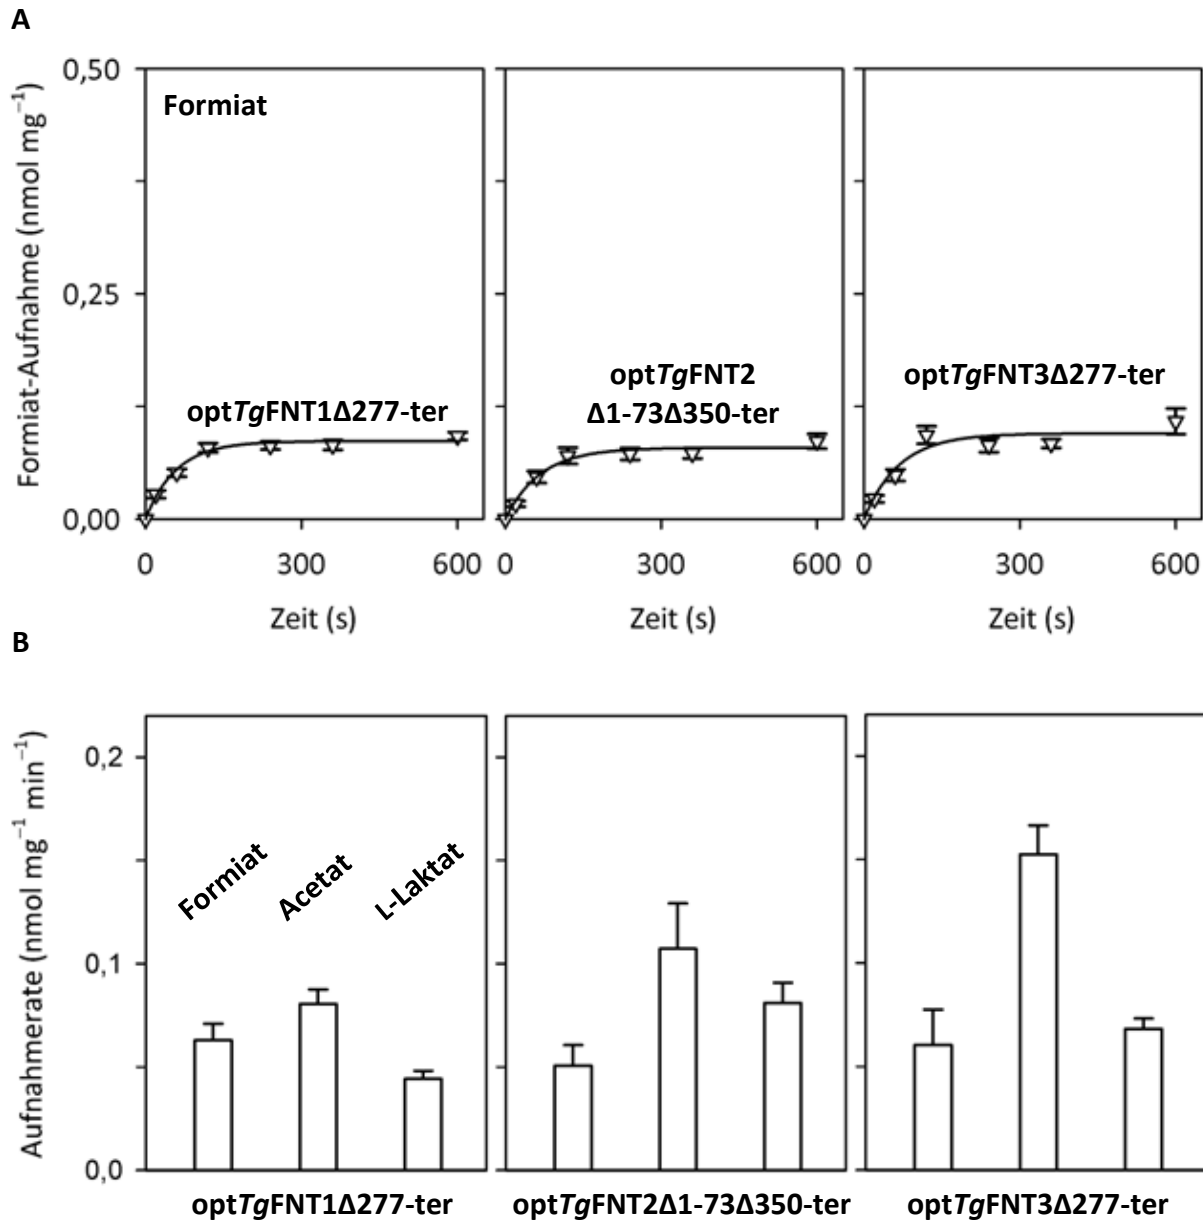 A
Formiat-Aufnahme (nmol mg⁻¹)
0,50
0,25
0,00
Formiat
optTgFNT1Δ277-ter
optTgFNT2
Δ1-73Δ350-ter
optTgFNT3Δ277-ter
0 300 600 0 300 600 0 300 600
Zeit (s) Zeit (s) Zeit (s)
B
Aufnahmerate (nmol mg⁻¹ min⁻¹)
0,2
0,1
0,0
Formiat
Acetat
L-Laktat
optTgFNT1Δ277-ter optTgFNT2Δ1-73Δ350-ter optTgFNT3Δ277-ter